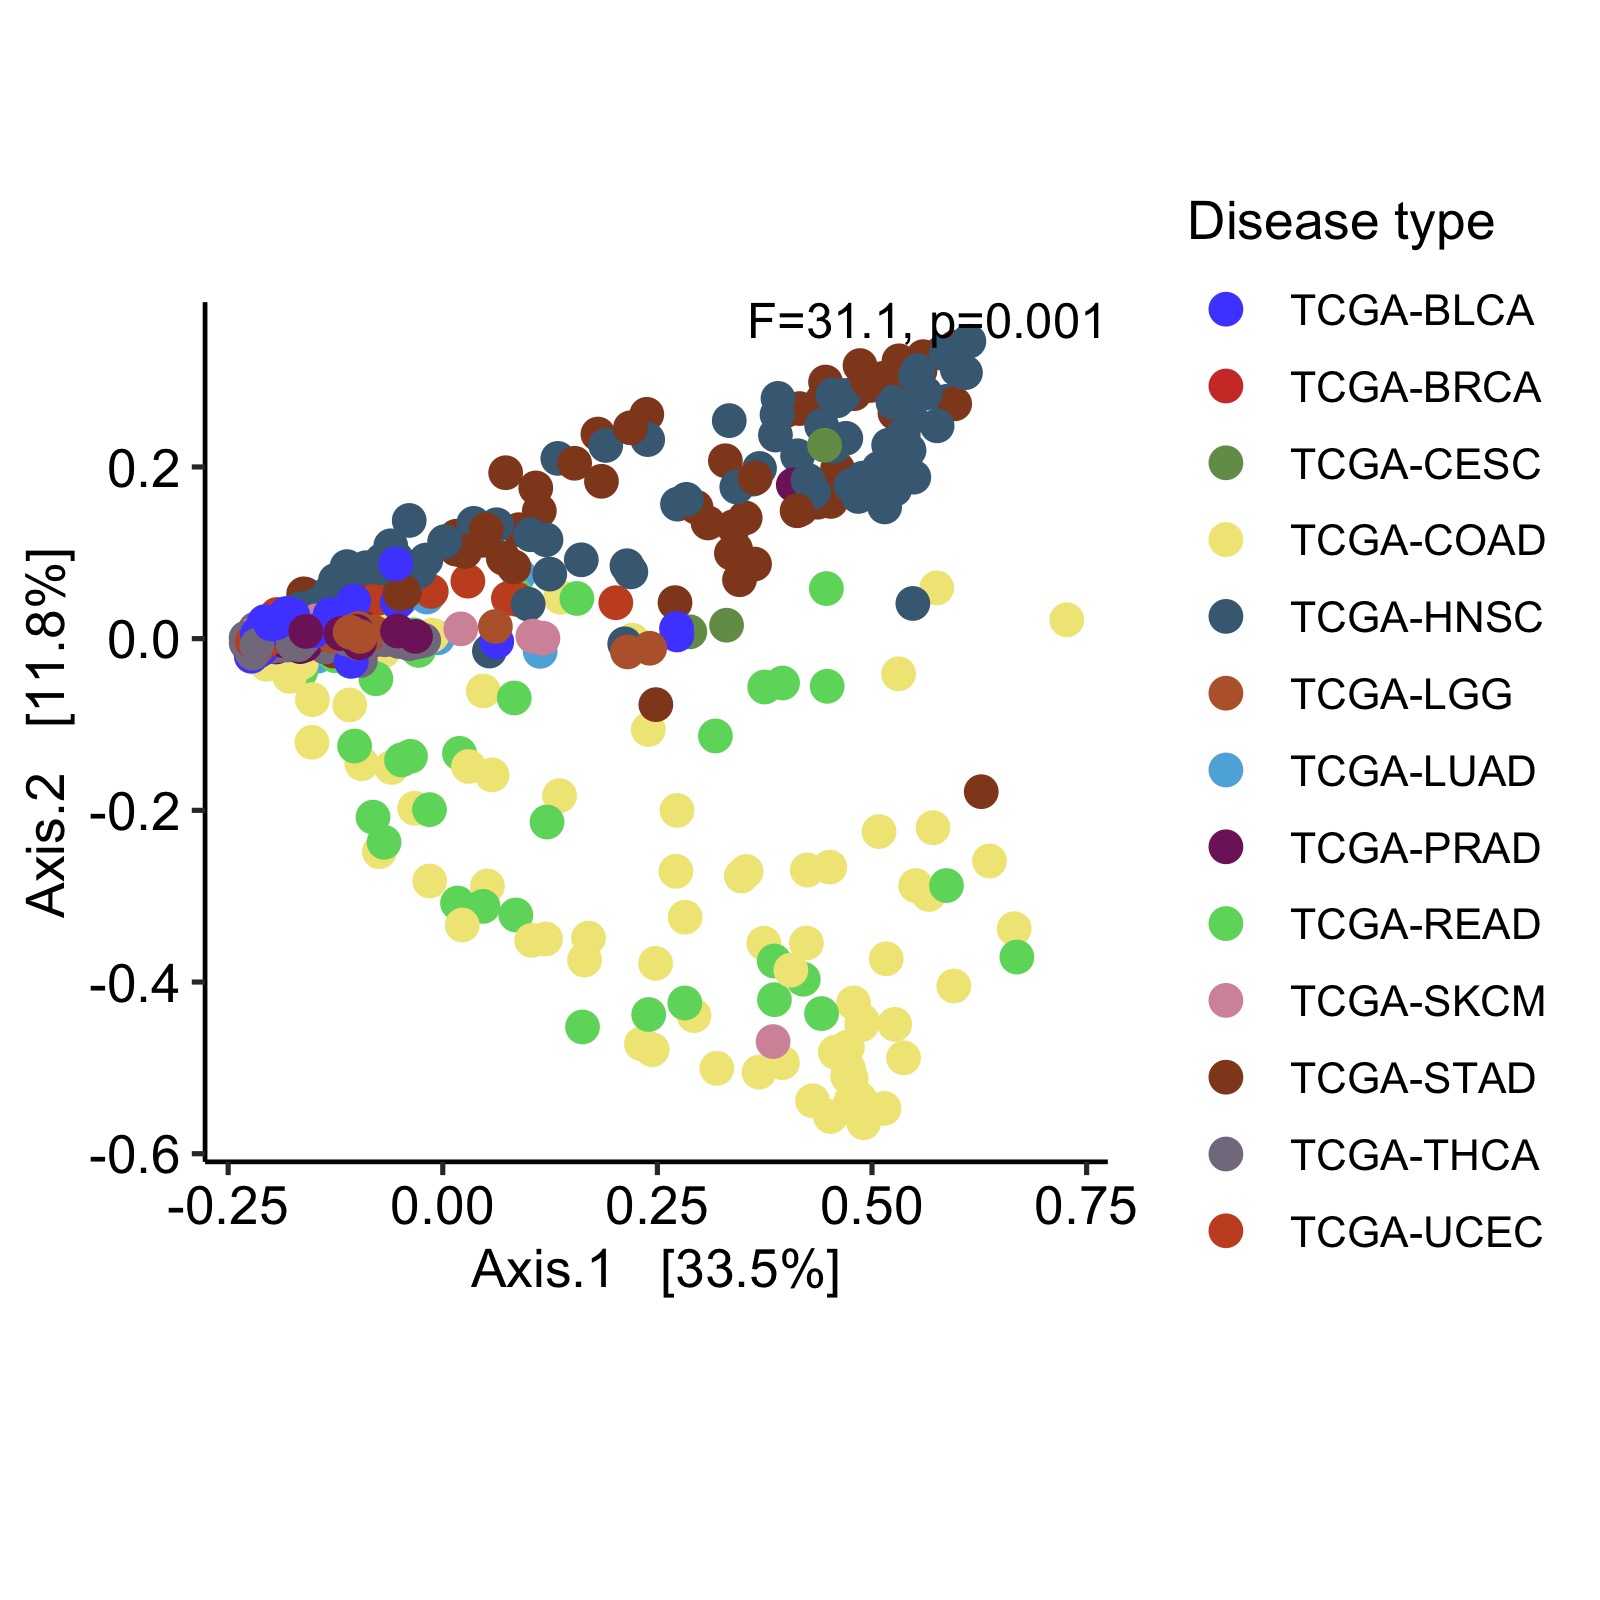 Disease type
F=31.1, p=0.001
TCGA-BLCA
TCGA-BRCA
TCGA-CESC
TCGA-COAD
TCGA-HNSC
TCGA-LGG
TCGA-LUAD
TCGA-PRAD
TCGA-READ
TCGA-SKCM
TCGA-STAD
TCGA-THCA
TCGA-UCEC
Axis.2 [11.8%]
0.2
0.0
-0.2
-0.4
-0.6
-0.25 0.00 0.25 0.50 0.75
Axis.1 [33.5%]